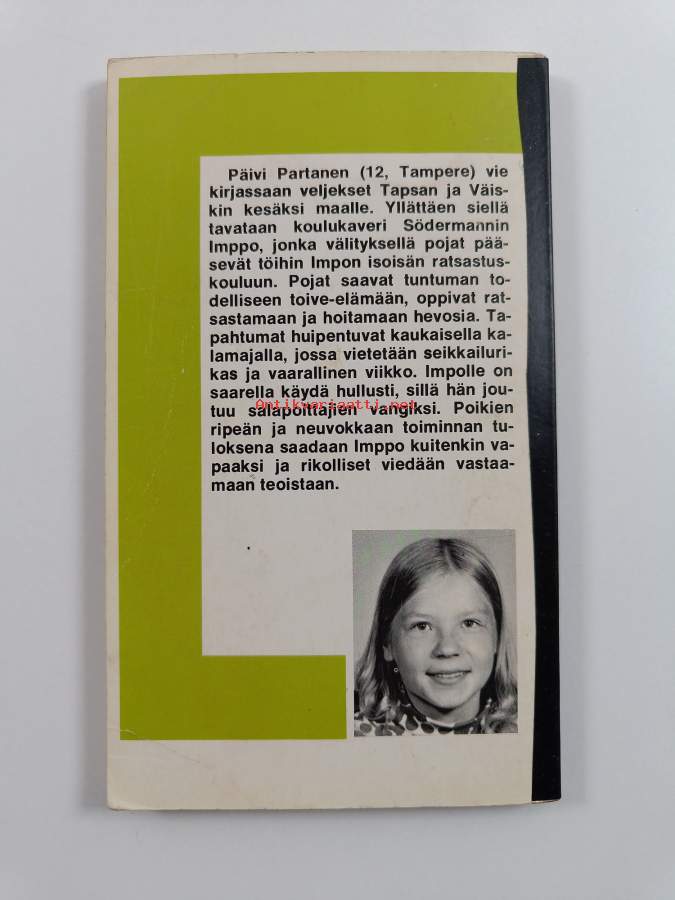 Päivi Partanen (12, Tampere) vie
kirjassaan veljekset Tapsan ja Väis-
kin kesäksi maalle. Yllättäen siellä
tavataan koulukaveri Södermannin
Imppo, jonka välityksellä pojat pää-
sevät töihin Impon isoisän ratsastus-
kouluun. Pojat saavat tuntuman to-
delliseen toive-elämään, oppivat rat-
sastamaan ja hoitamaan hevosia. Ta-
pahtumat huipentuvat kaukaisella ka-
lamajalla, jossa vietetään seikkailuri-
kas ja vaarallinen viikko. Impolle on
saarella käydä hullusti, sillä hän jou-
tuu salapolttajien vangiksi. Poikien
Antikvariaatti.net
ripeän ja neuvokkaan toiminnan tu-
loksena saadaan Imppo kuitenkin va-
paaksi ja rikolliset viedään vastaa-
maan teoistaan.